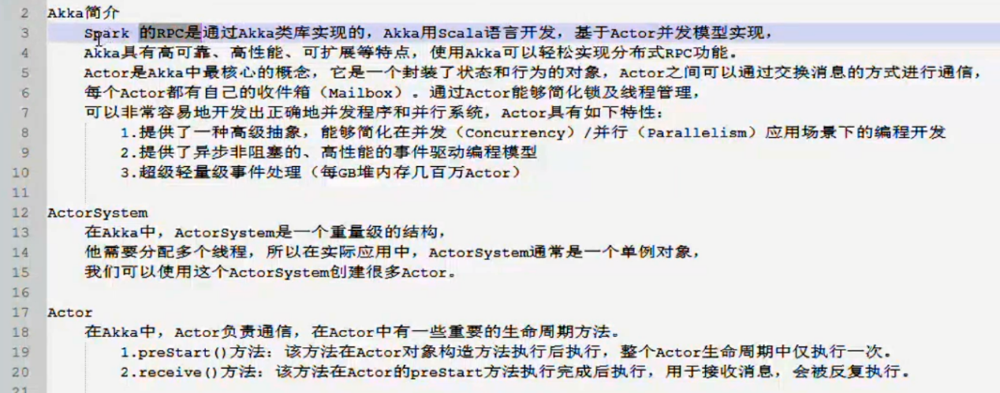 2 Akka简介
3 Spark 的RPC是通过Akka类库实现的，Akka用Scala语言开发，基于Actor并发模型实现，
4 Akka具有高可靠、高性能、可扩展等特点，使用Akka可以轻松实现分布式RPC功能。
5 Actor是Akka中最核心的概念，它是一个封装了状态和行为的对象，Actor之间可以通过交换消息的方式进行通信，
6 每个Actor都有自己的收件箱（Mailbox）。通过Actor能够简化锁及线程管理，
7 可以非常容易地开发出正确地并发程序和并行系统，Actor具有如下特性：
8 1.提供了一种高级抽象，能够简化在并发（Concurrency）/并行（Parallelism）应用场景下的编程开发
9 2.提供了异步非阻塞的、高性能的事件驱动编程模型
10 3.超级轻量级事件处理（每GB堆内存几百万Actor）
11
12 ActorSystem
13 在Akka中，ActorSystem是一个重量级的结构，
14 他需要分配多个线程，所以在实际应用中，ActorSystem通常是一个单例对象，
15 我们可以使用这个ActorSystem创建很多Actor。
16
17 Actor
18 在Akka中，Actor负责通信，在Actor中有一些重要的生命周期方法。
19 1.preStart()方法：该方法在Actor对象构造方法执行后执行，整个Actor生命周期中仅执行一次。
20 2.receive()方法：该方法在Actor的preStart方法执行完成后执行，用于接收消息，会被反复执行。
21